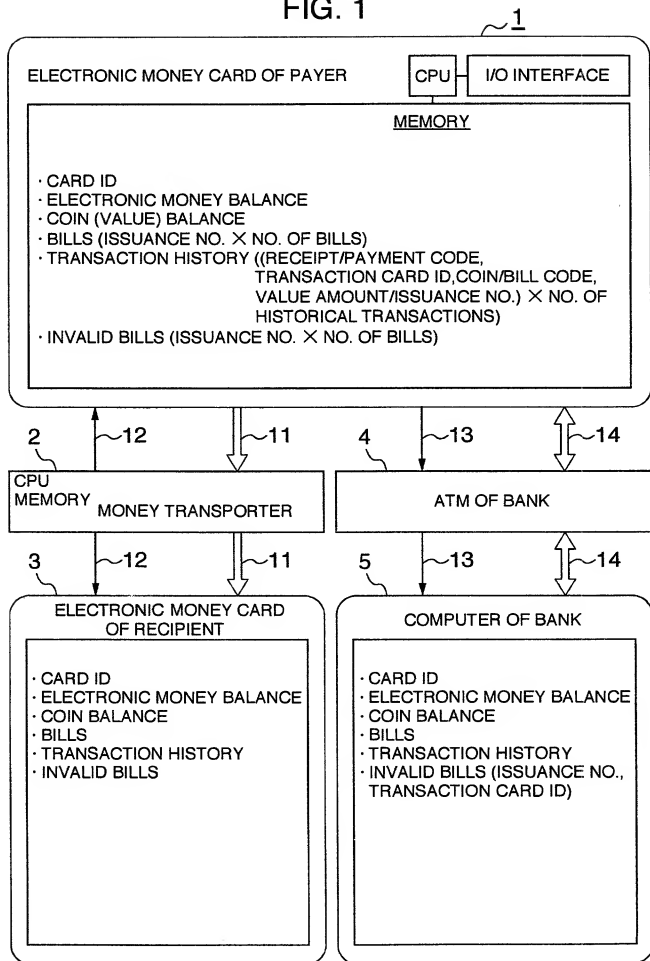 FIG. 1
1
ELECTRONIC MONEY CARD OF PAYER
CPU
I/O INTERFACE
MEMORY
· CARD ID
· ELECTRONIC MONEY BALANCE
· COIN (VALUE) BALANCE
· BILLS (ISSUANCE NO. × NO. OF BILLS)
· TRANSACTION HISTORY ((RECEIPT/PAYMENT CODE,
TRANSACTION CARD ID,COIN/BILL CODE,
VALUE AMOUNT/ISSUANCE NO.) × NO. OF
HISTORICAL TRANSACTIONS)
· INVALID BILLS (ISSUANCE NO. × NO. OF BILLS)
2
12
11
4
13
14
CPU
MEMORY
MONEY TRANSPORTER
ATM OF BANK
3
12
11
5
13
14
ELECTRONIC MONEY CARD
OF RECIPIENT
· CARD ID
· ELECTRONIC MONEY BALANCE
· COIN BALANCE
· BILLS
· TRANSACTION HISTORY
· INVALID BILLS
COMPUTER OF BANK
· CARD ID
· ELECTRONIC MONEY BALANCE
· COIN BALANCE
· BILLS
· TRANSACTION HISTORY
· INVALID BILLS (ISSUANCE NO.,
TRANSACTION CARD ID)